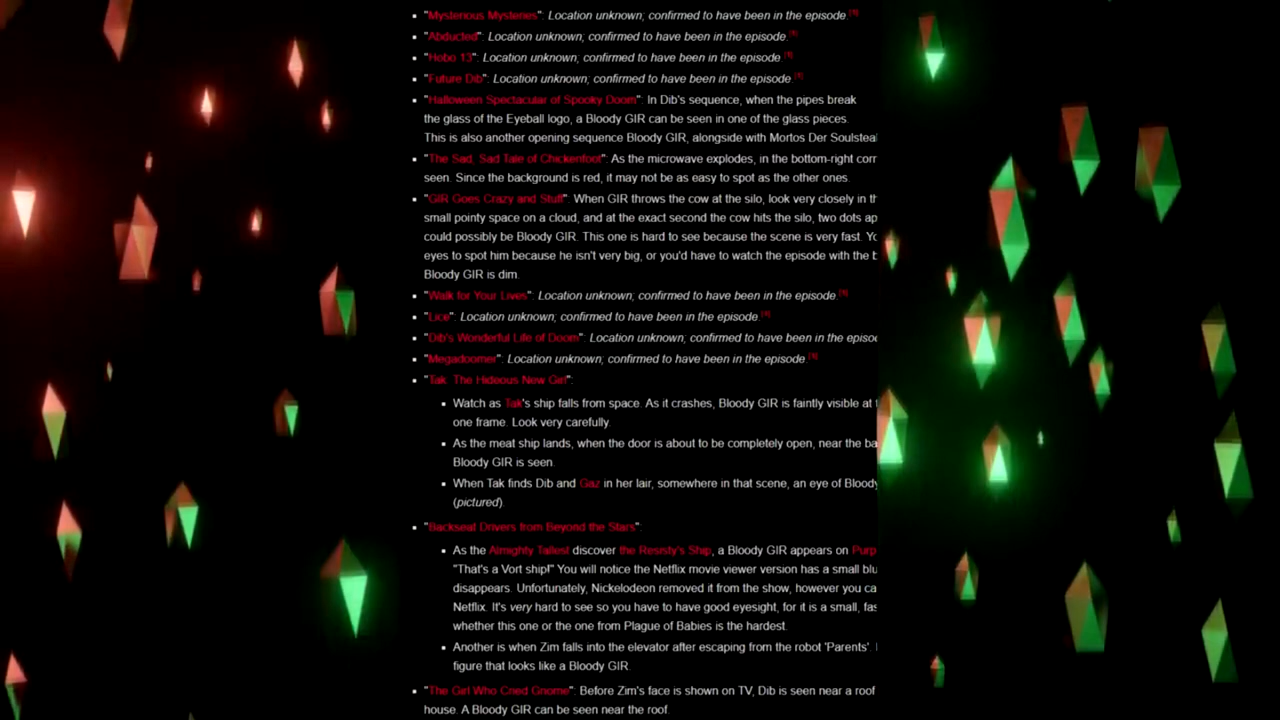 "Mysterious Mysteries": Location unknown; confirmed to have been in the episode.[1]
"Abducted": Location unknown; confirmed to have been in the episode.[1]
"Hobo 13": Location unknown; confirmed to have been in the episode.[1]
"Future Dib": Location unknown; confirmed to have been in the episode.[1]
"Halloween Spectacular of Spooky Doom": In Dib's sequence, when the pipes break
the glass of the Eyeball logo, a Bloody GIR can be seen in one of the glass pieces.
This is also another opening sequence Bloody GIR, alongside with Mortos Der Soulsteal
"The Sad, Sad Tale of Chickenfoot": As the microwave explodes, in the bottom-right corr
seen. Since the background is red, it may not be as easy to spot as the other ones.
"GIR Goes Crazy and Stuff": When GIR throws the cow at the silo, look very closely in th
small pointy space on a cloud, and at the exact second the cow hits the silo, two dots ap
could possibly be Bloody GIR. This one is hard to see because the scene is very fast. Yo
eyes to spot him because he isn't very big, or you'd have to watch the episode with the b
Bloody GIR is dim.
"Walk for Your Lives": Location unknown; confirmed to have been in the episode.[1]
"Lice": Location unknown; confirmed to have been in the episode.[1]
"Dib's Wonderful Life of Doom": Location unknown; confirmed to have been in the episod
"Megadoomer": Location unknown; confirmed to have been in the episode.[1]
"Tak: The Hideous New Girl":
Watch as Tak's ship falls from space. As it crashes, Bloody GIR is faintly visible at t
one frame. Look very carefully.
As the meat ship lands, when the door is about to be completely open, near the ba
Bloody GIR is seen.
When Tak finds Dib and Gaz in her lair, somewhere in that scene, an eye of Bloody
(pictured)
"Backseat Drivers from Beyond the Stars":
As the Almighty Tallest discover the Resisty's Ship, a Bloody GIR appears on Purp
"That's a Vort ship!" You will notice the Netflix movie viewer version has a small blu
disappears. Unfortunately, Nickelodeon removed it from the show, however you ca
Netflix. It's very hard to see so you have to have good eyesight, for it is a small, fas
whether this one or the one from Plague of Babies is the hardest.
Another is when Zim falls into the elevator after escaping from the robot 'Parents'.
figure that looks like a Bloody GIR.
"The Girl Who Cried Gnome": Before Zim's face is shown on TV, Dib is seen near a roof
house. A Bloody GIR can be seen near the roof.